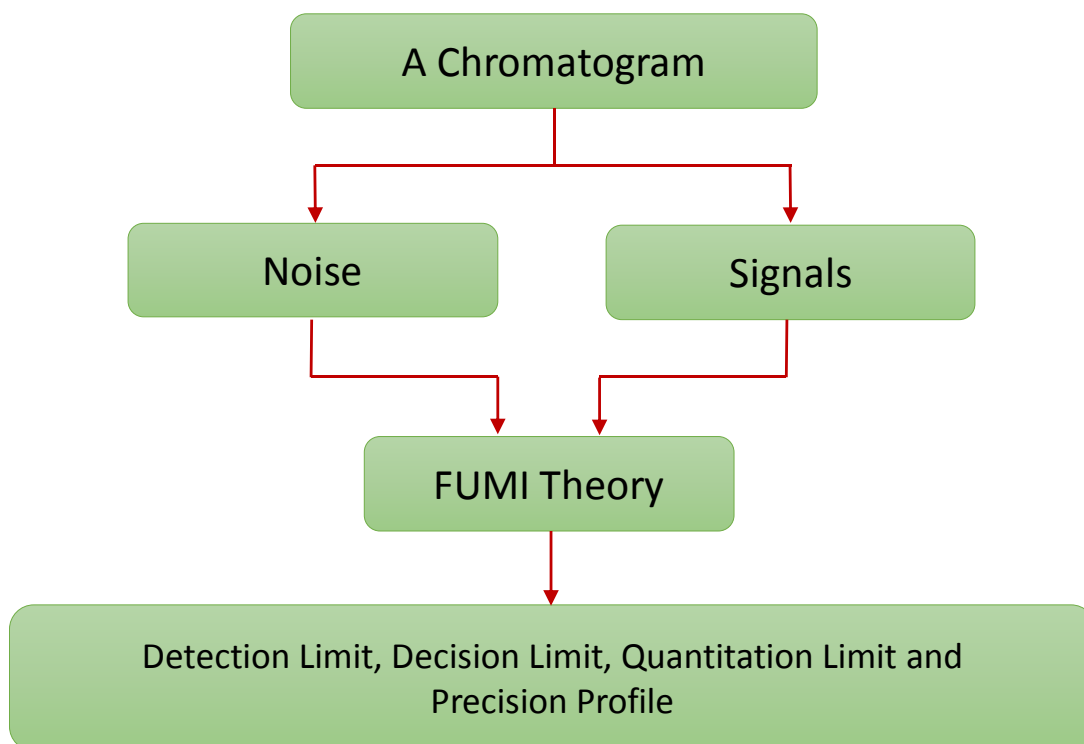 A Chromatogram
Noise
Signals
FUMI Theory
Detection Limit, Decision Limit, Quantitation Limit and
Precision Profile